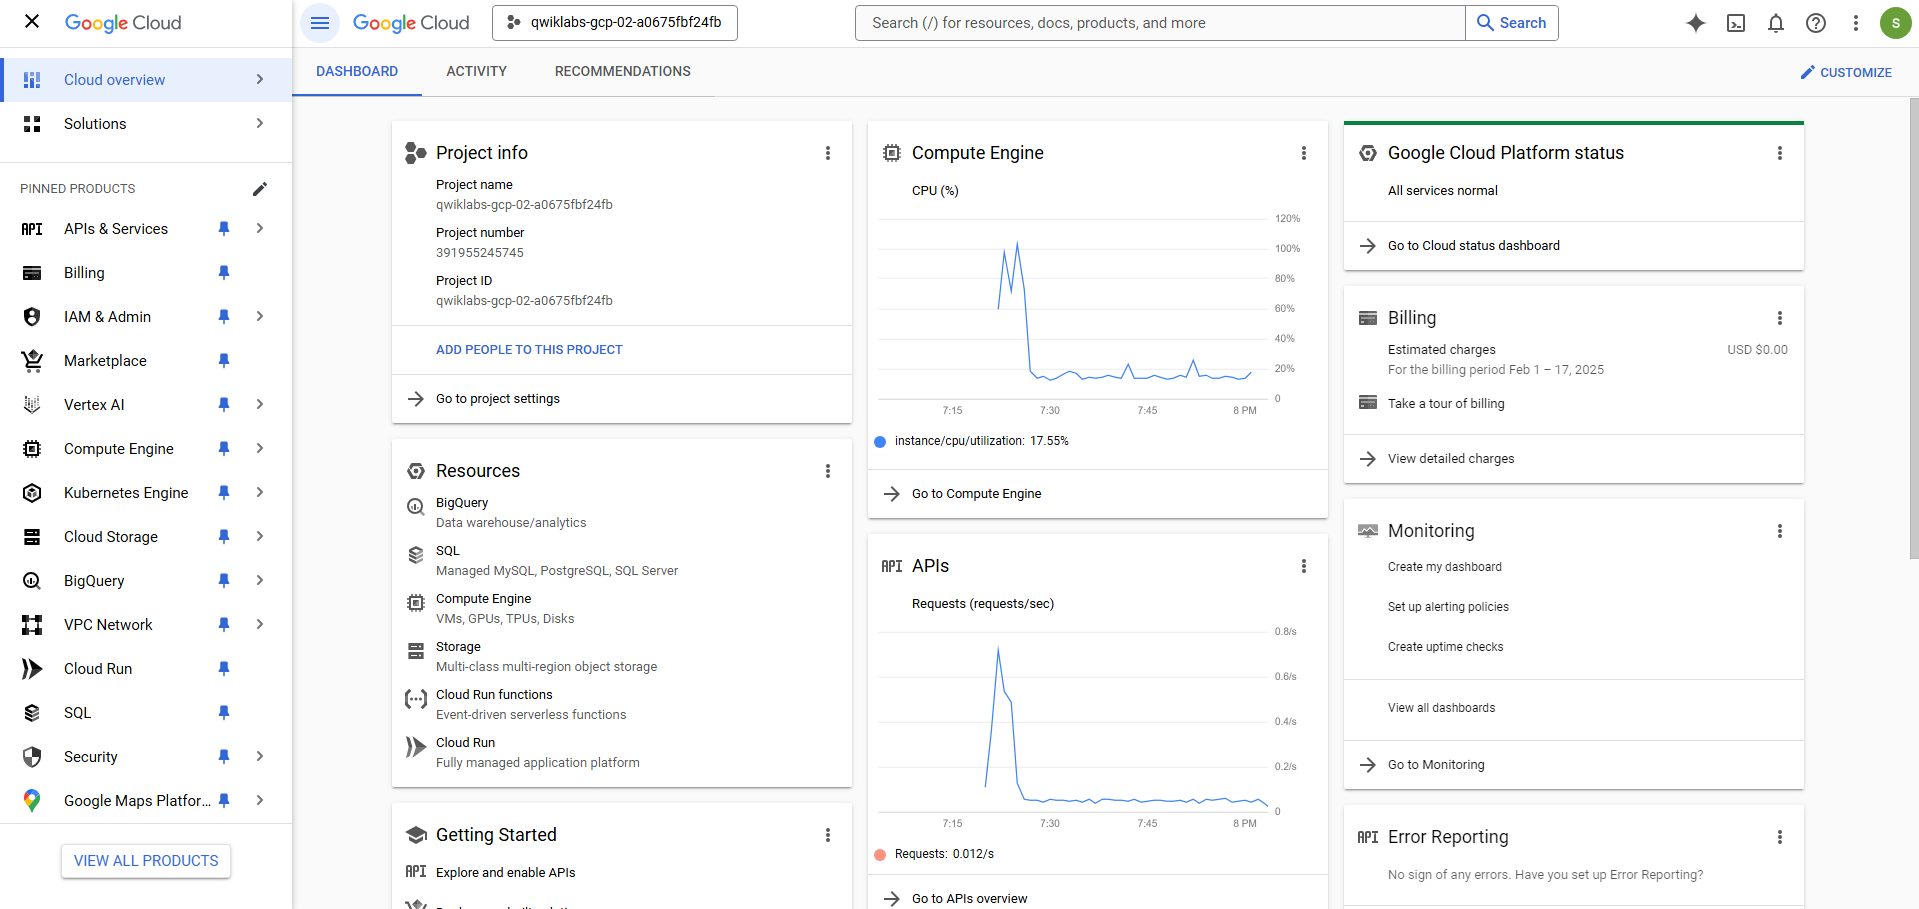 Google Cloud
Cloud overview
Solutions
PINNED PRODUCTS
APIs & Services
Billing
IAM & Admin
Marketplace
Vertex AI
Compute Engine
Kubernetes Engine
Cloud Storage
BigQuery
VPC Network
Cloud Run
SQL
Security
Google Maps Platfor...
VIEW ALL PRODUCTS
Google Cloud
qwiklabs-gcp-02-a0675fbf24fb
Search (/) for resources, docs, products, and more
Search
S
DASHBOARD
ACTIVITY
RECOMMENDATIONS
CUSTOMIZE
Project info
Project name
qwiklabs-gcp-02-a0675fbf24fb
Project number
391955245745
Project ID
qwiklabs-gcp-02-a0675fbf24fb
ADD PEOPLE TO THIS PROJECT
Go to project settings
Resources
BigQuery
Data warehouse/analytics
SQL
Managed MySQL, PostgreSQL, SQL Server
Compute Engine
VMs, GPUs, TPUs, Disks
Storage
Multi-class multi-region object storage
Cloud Run functions
Event-driven serverless functions
Cloud Run
Fully managed application platform
Getting Started
API Explore and enable APIs
Compute Engine
CPU (%)
120%
100%
80%
60%
40%
20%
0
7:15 7:30 7:45 8 PM
instance/cpu/utilization: 17.55%
Go to Compute Engine
API APIs
Requests (requests/sec)
0.8/s
0.6/s
0.4/s
0.2/s
0
7:15 7:30 7:45 8 PM
Requests: 0.012/s
Go to APIs overview
Google Cloud Platform status
All services normal
Go to Cloud status dashboard
Billing
Estimated charges USD $0.00
For the billing period Feb 1 – 17, 2025
Take a tour of billing
View detailed charges
Monitoring
Create my dashboard
Set up alerting policies
Create uptime checks
View all dashboards
Go to Monitoring
API Error Reporting
No sign of any errors. Have you set up Error Reporting?